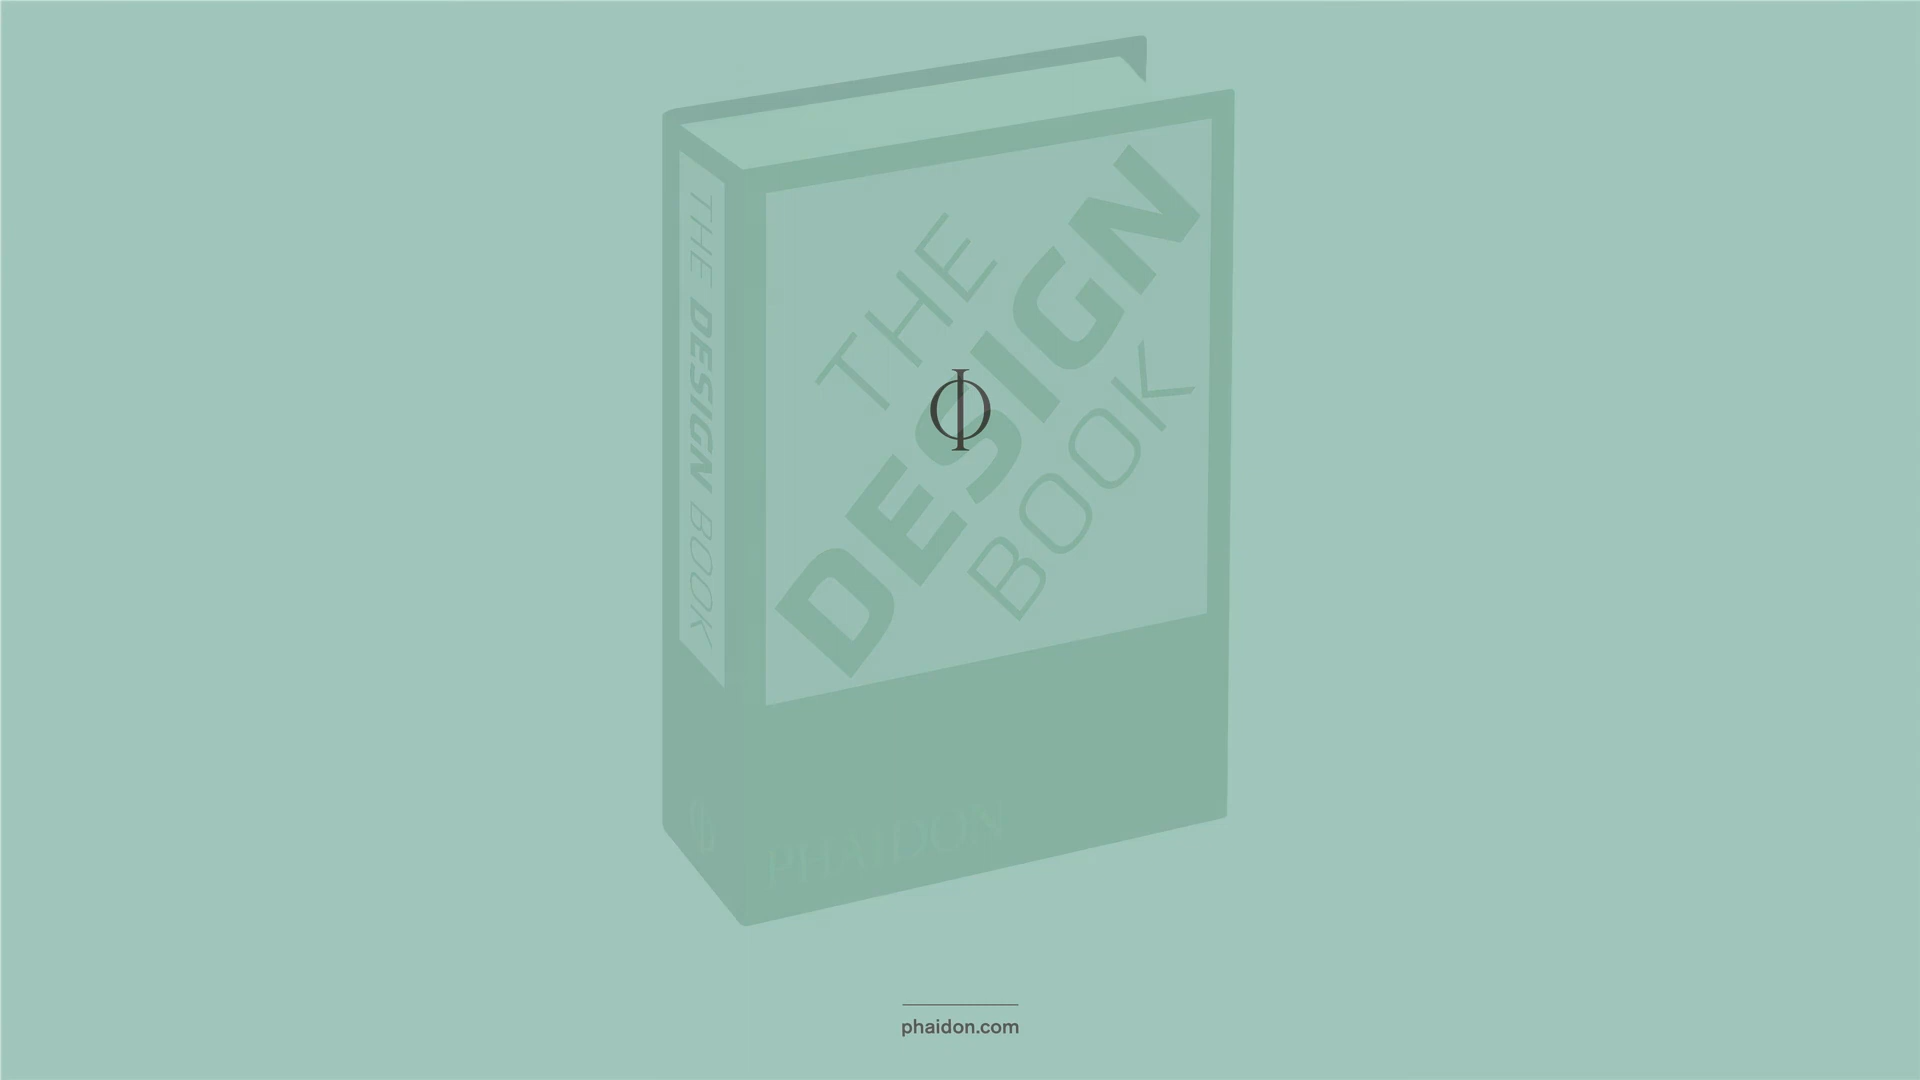 THE
DESIGN
BOOK
THE DESIGN BOOK
Φ
PHAIDON
Φ
phaidon.com